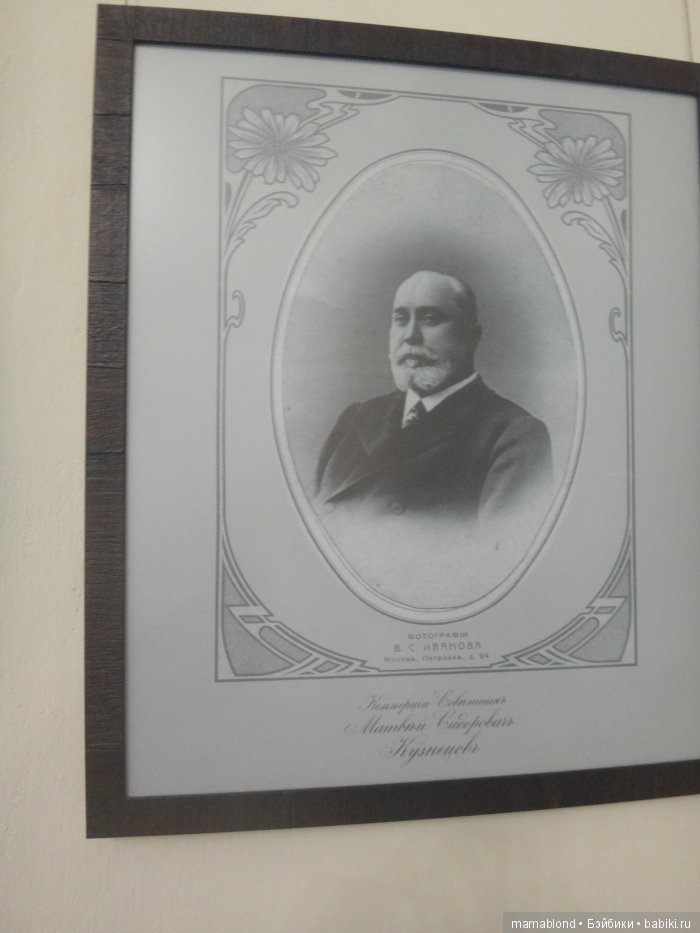 ФОТОГРАФІЯ
В. С. ИВАНОВА
Москва, Петровка, д. 24
Коммерціи Совѣтникъ
Матвѣй Сидоровичъ
Кузнецовъ
mamablond • Бэйбики • babiki.ru